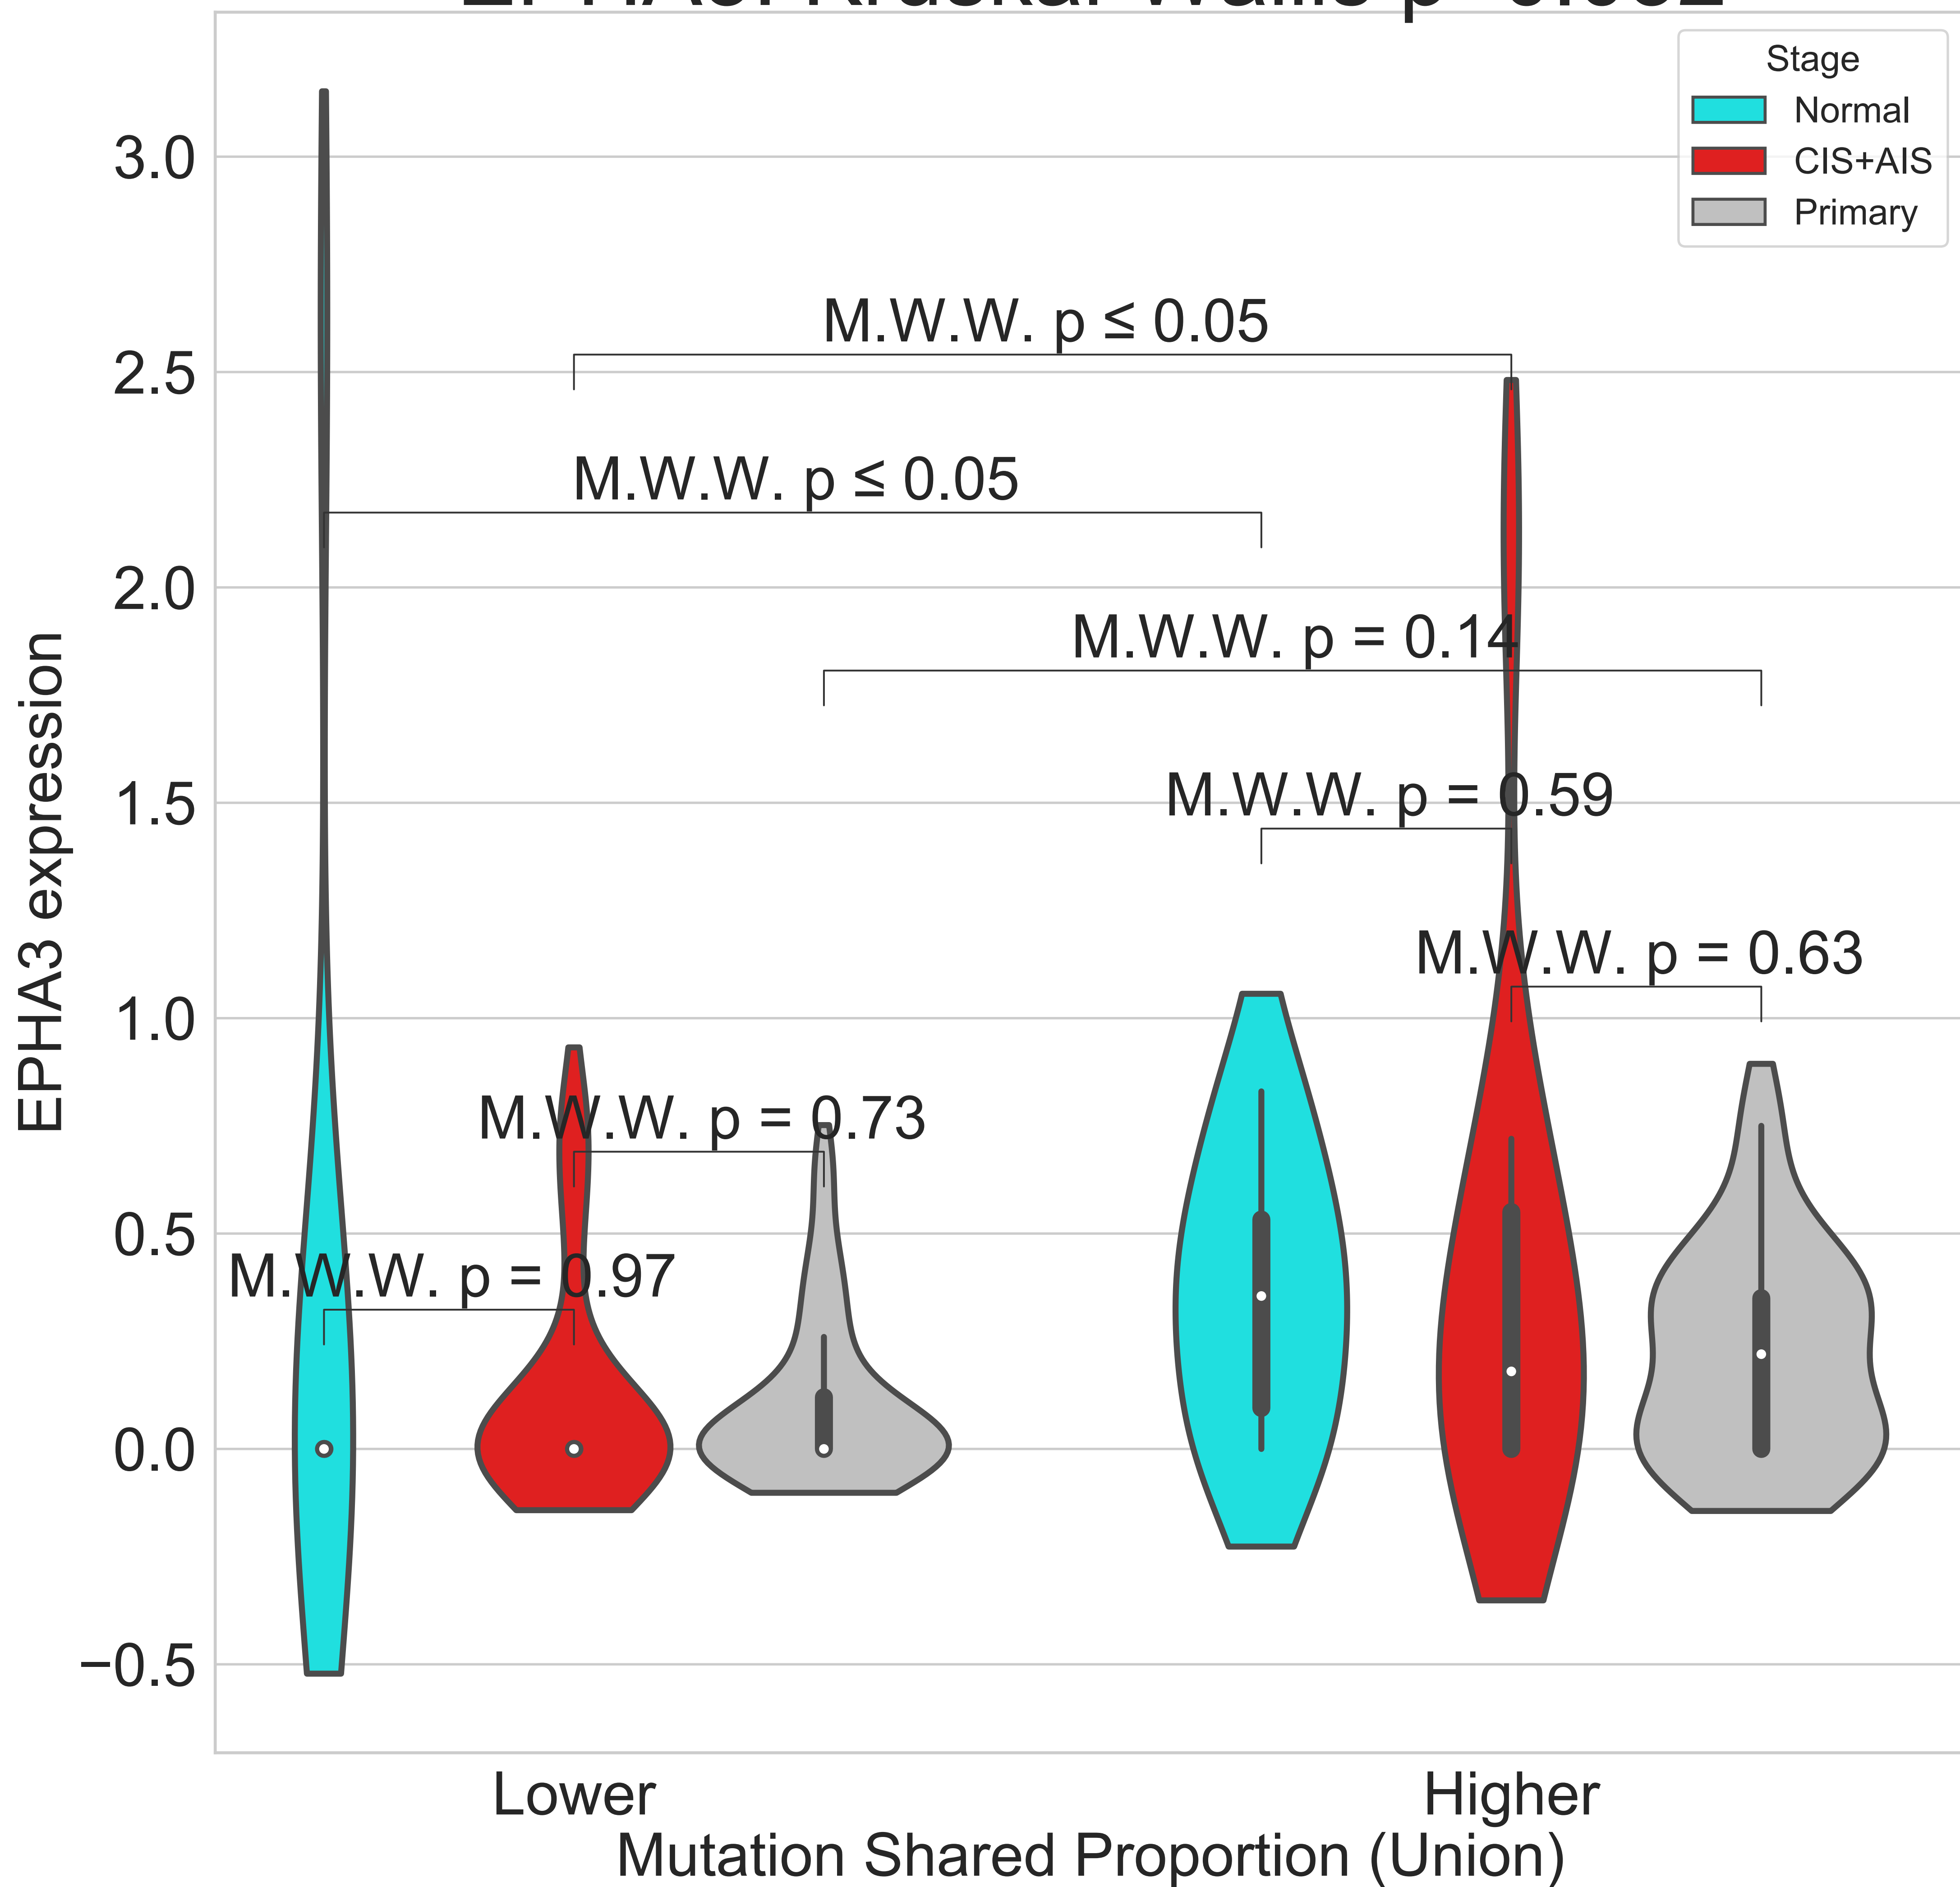 Stage
Normal
CIS+AIS
Primary
3.0
2.5
2.0
1.5
1.0
0.5
0.0
−0.5
EPHA3 expression
M.W.W. p ≤ 0.05
M.W.W. p ≤ 0.05
M.W.W. p = 0.14
M.W.W. p = 0.59
M.W.W. p = 0.63
M.W.W. p = 0.73
M.W.W. p = 0.97
Lower
Higher
Mutation Shared Proportion (Union)